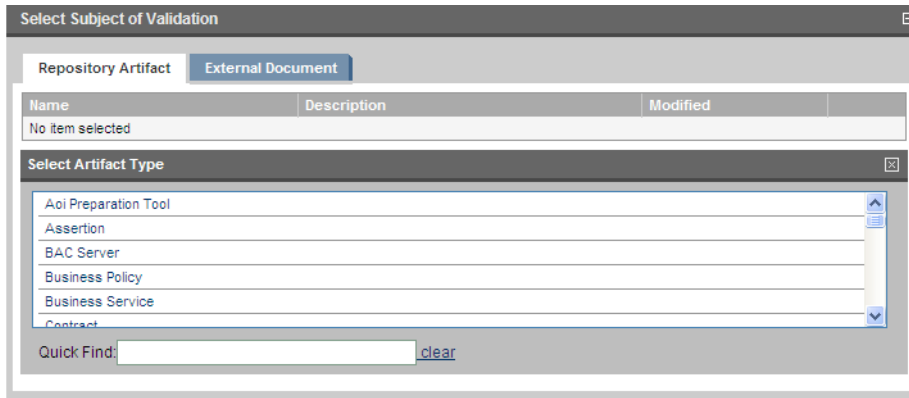 Select Subject of Validation
Repository Artifact External Document
Name Description Modified
No item selected
Select Artifact Type
Aoi Preparation Tool
Assertion
BAC Server
Business Policy
Business Service
Contract
Quick Find: clear